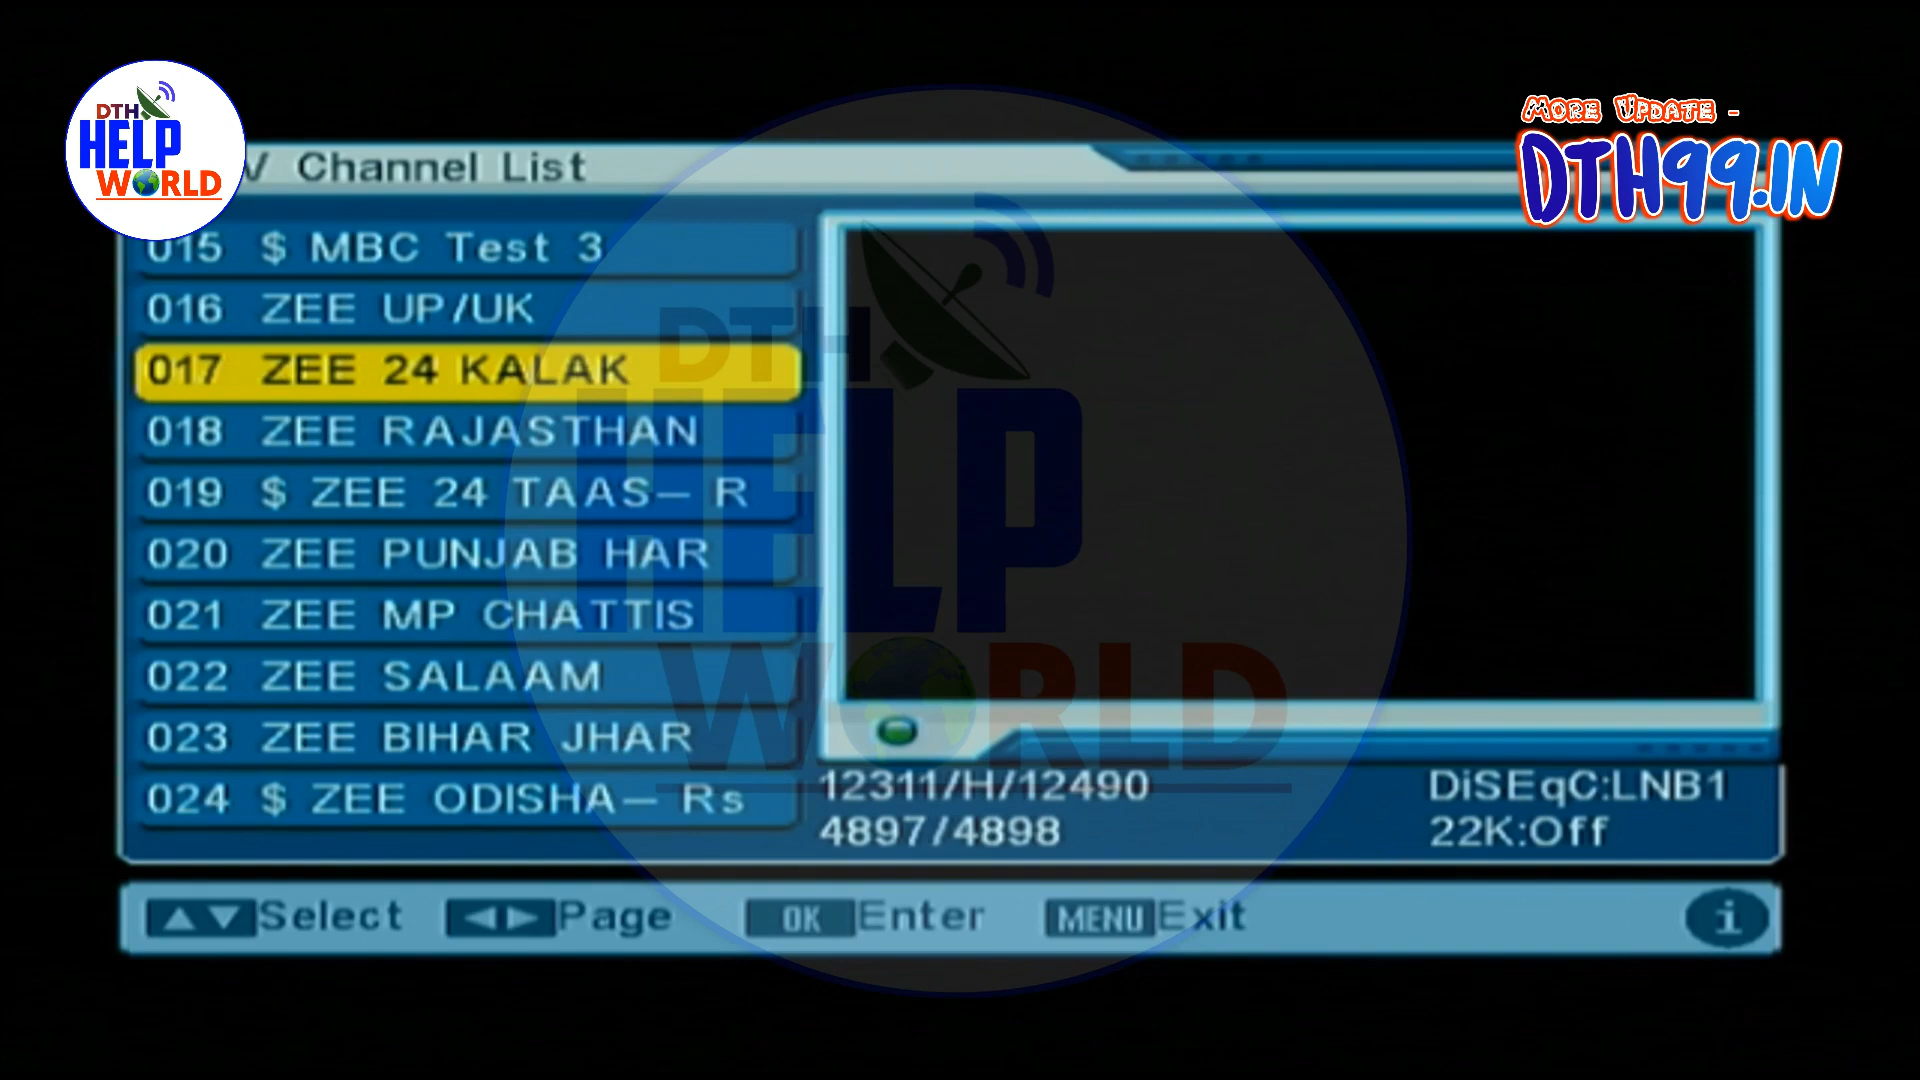 DTH
HELP
WORLD
MORE UPDATE -
DTH99.IN
V Channel List
015 $ MBC Test 3
016 ZEE UP/UK
017 ZEE 24 KALAK
018 ZEE RAJASTHAN
019 $ ZEE 24 TAAS— R
020 ZEE PUNJAB HAR
021 ZEE MP CHATTIS
022 ZEE SALAAM
023 ZEE BIHAR JHAR
024 $ ZEE ODISHA— Rs
DTH
HELP
WORLD
12311/H/12490 DiSEqC:LNB1
4897/4898 22K:Off
▲▼Select ◀▶Page OK Enter MENU Exit i